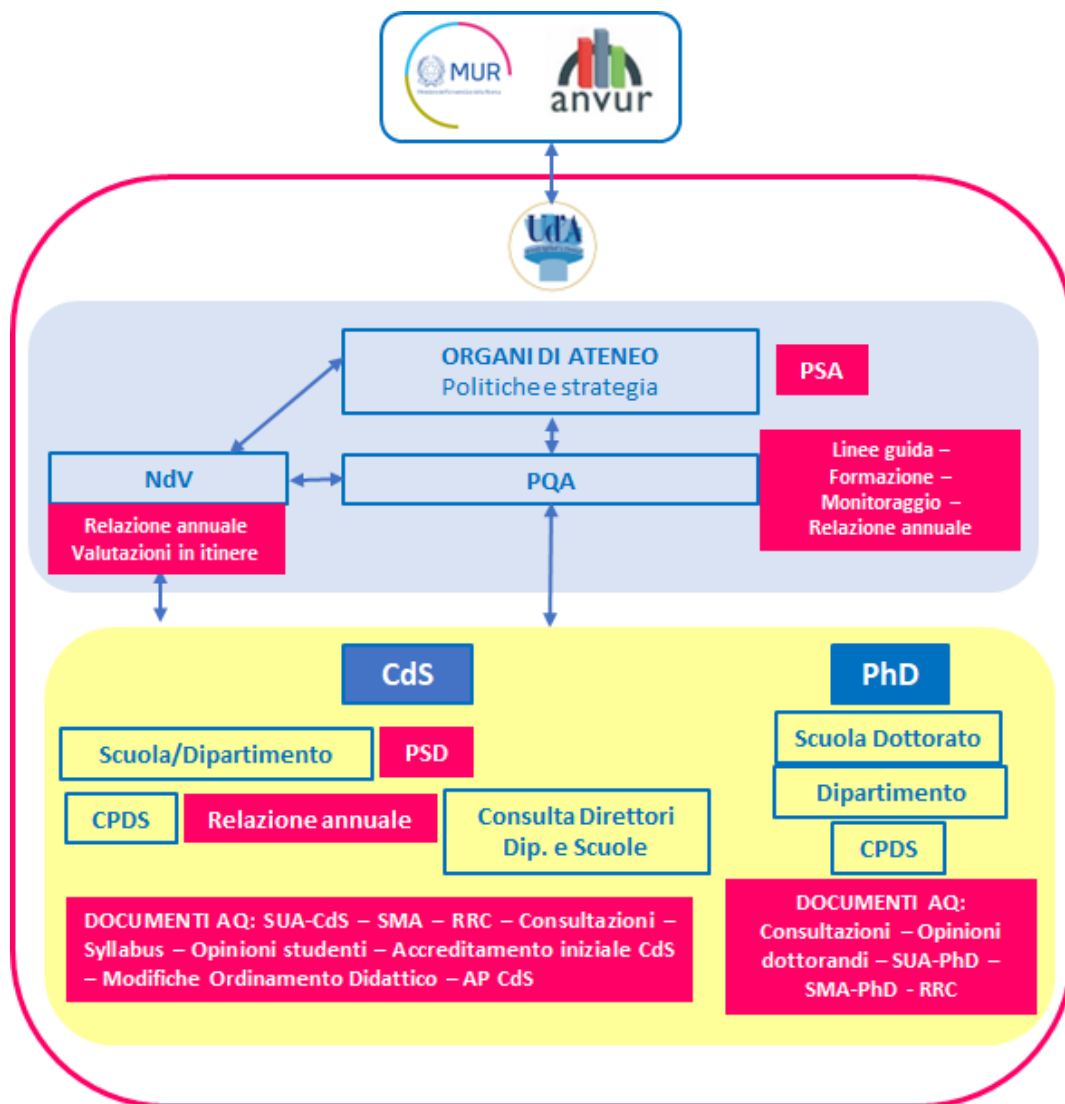 MUR
anvur
Ud'A
ORGANI DI ATENEO
Politiche e strategia
PSA
NdV
PQA
Linee guida –
Formazione –
Monitoraggio –
Relazione annuale
Relazione annuale
Valutazioni in itinere
CdS
PhD
Scuola/Dipartimento
PSD
Scuola Dottorato
Dipartimento
CPDS
Relazione annuale
Consulta Direttori
Dip. e Scuole
CPDS
DOCUMENTI AQ: SUA-CdS – SMA – RRC – Consultazioni –
Syllabus – Opinioni studenti – Accreditamento iniziale CdS
– Modifiche Ordinamento Didattico – AP CdS
DOCUMENTI AQ:
Consultazioni – Opinioni
dottorandi – SUA-PhD –
SMA-PhD - RRC